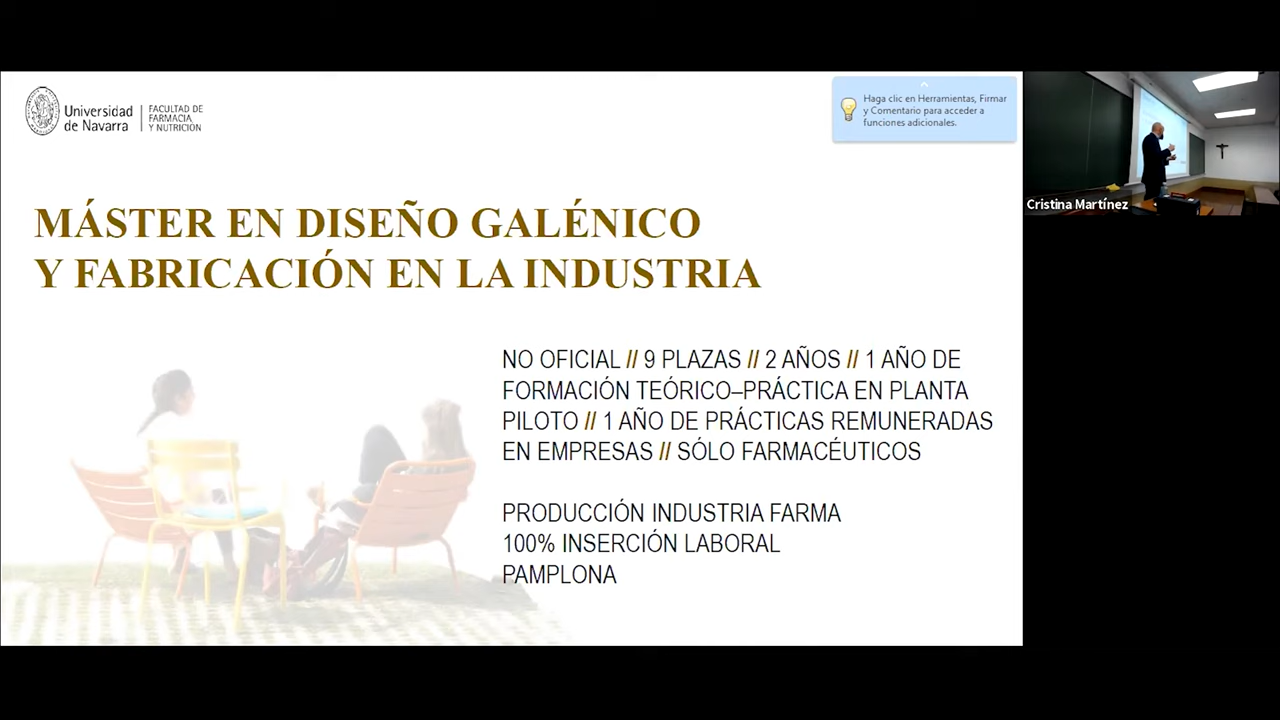 Universidad
de Navarra
FACULTAD DE
FARMACIA
Y NUTRICIÓN
Haga clic en Herramientas, Firmar
y Comentario para acceder a
funciones adicionales.
Cristina Martínez
MÁSTER EN DISEÑO GALÉNICO
Y FABRICACIÓN EN LA INDUSTRIA
NO OFICIAL // 9 PLAZAS // 2 AÑOS // 1 AÑO DE
FORMACIÓN TEÓRICO–PRÁCTICA EN PLANTA
PILOTO // 1 AÑO DE PRÁCTICAS REMUNERADAS
EN EMPRESAS // SÓLO FARMACÉUTICOS
PRODUCCIÓN INDUSTRIA FARMA
100% INSERCIÓN LABORAL
PAMPLONA